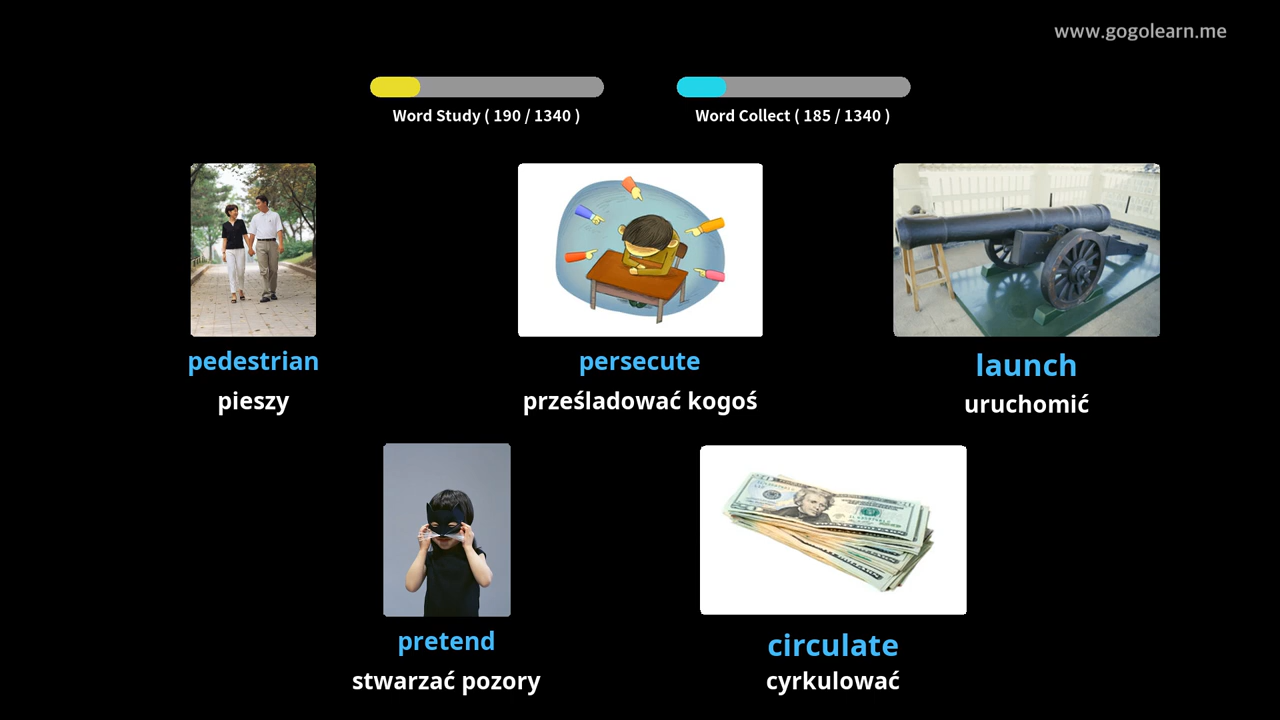 www.gogolearn.me
Word Study ( 190 / 1340 )
Word Collect ( 185 / 1340 )
pedestrian
pieszy
persecute
prześladować kogoś
launch
uruchomić
pretend
stwarzać pozory
circulate
cyrkulować